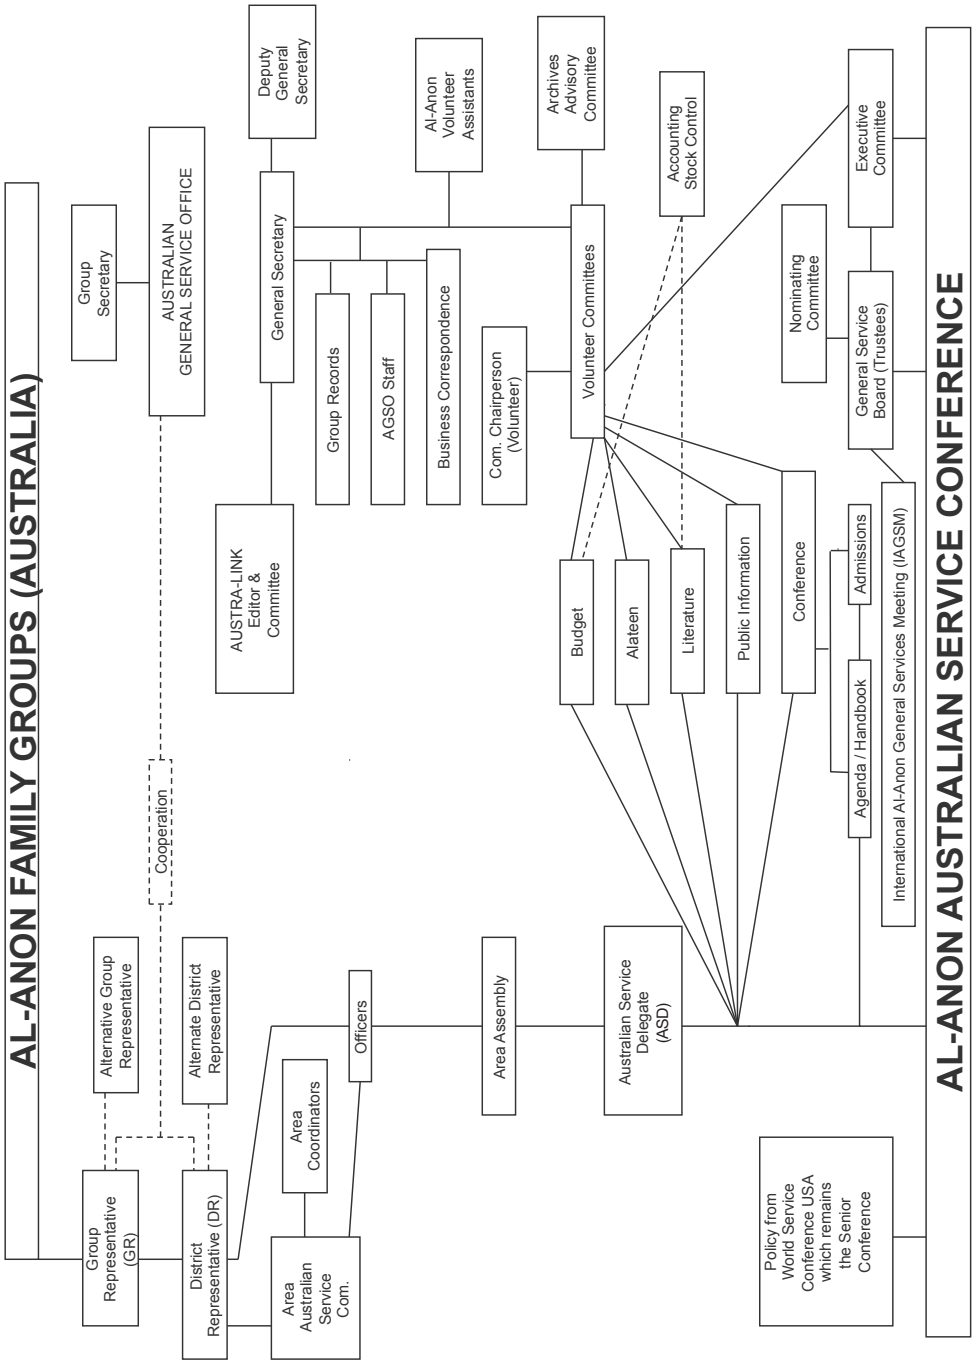 AL-ANON FAMILY GROUPS (AUSTRALIA)
Group
Representative
(GR)
Alternative Group
Representative
Group
Secretary
District
Representative (DR)
Alternate District
Representative
Cooperation
AUSTRALIAN
GENERAL SERVICE OFFICE
Area
Australian
Service
Com.
Area
Coordinators
Officers
AUSTRA-LINK
Editor &
Committee
General Secretary
Deputy
General
Secretary
Group Records
AGSO Staff
Business Correspondence
Al-Anon
Volunteer
Assistants
Area Assembly
Com. Chairperson
(Volunteer)
Volunteer Committees
Archives
Advisory
Committee
Australian Service
Delegate
(ASD)
Budget
Alateen
Literature
Public Information
Conference
Accounting
Stock Control
Policy from
World Service
Conference USA
which remains
the Senior
Conference
Agenda / Handbook
Admissions
Nominating
Committee
General Service
Board (Trustees)
Executive
Committee
International Al-Anon General Services Meeting (IAGSM)
AL-ANON AUSTRALIAN SERVICE CONFERENCE